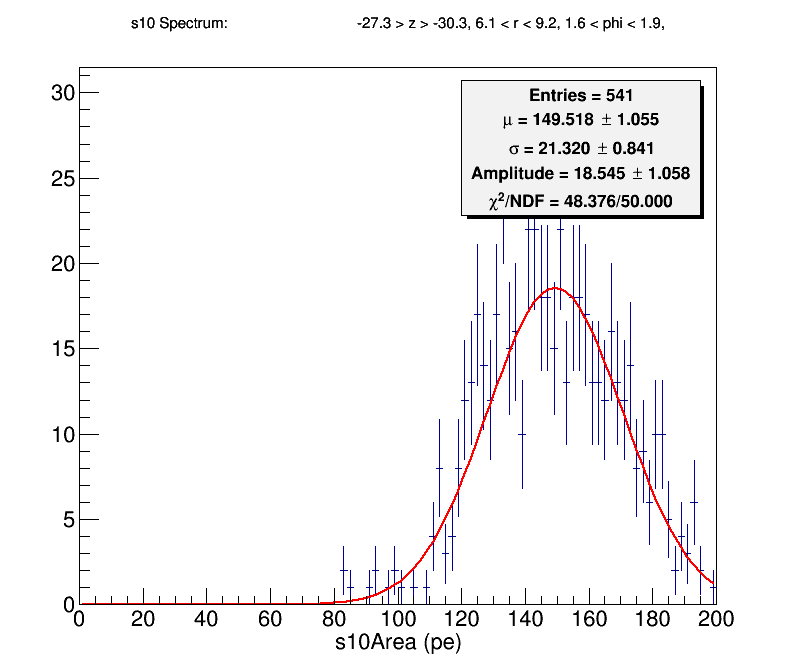 s10 Spectrum: -27.3 > z > -30.3, 6.1 < r < 9.2, 1.6 < phi < 1.9,
Entries = 541
μ = 149.518 ± 1.055
σ = 21.320 ± 0.841
Amplitude = 18.545 ± 1.058
χ²/NDF = 48.376/50.000
30
25
20
15
10
5
0
0 20 40 60 80 100 120 140 160 180 200
s10Area (pe)